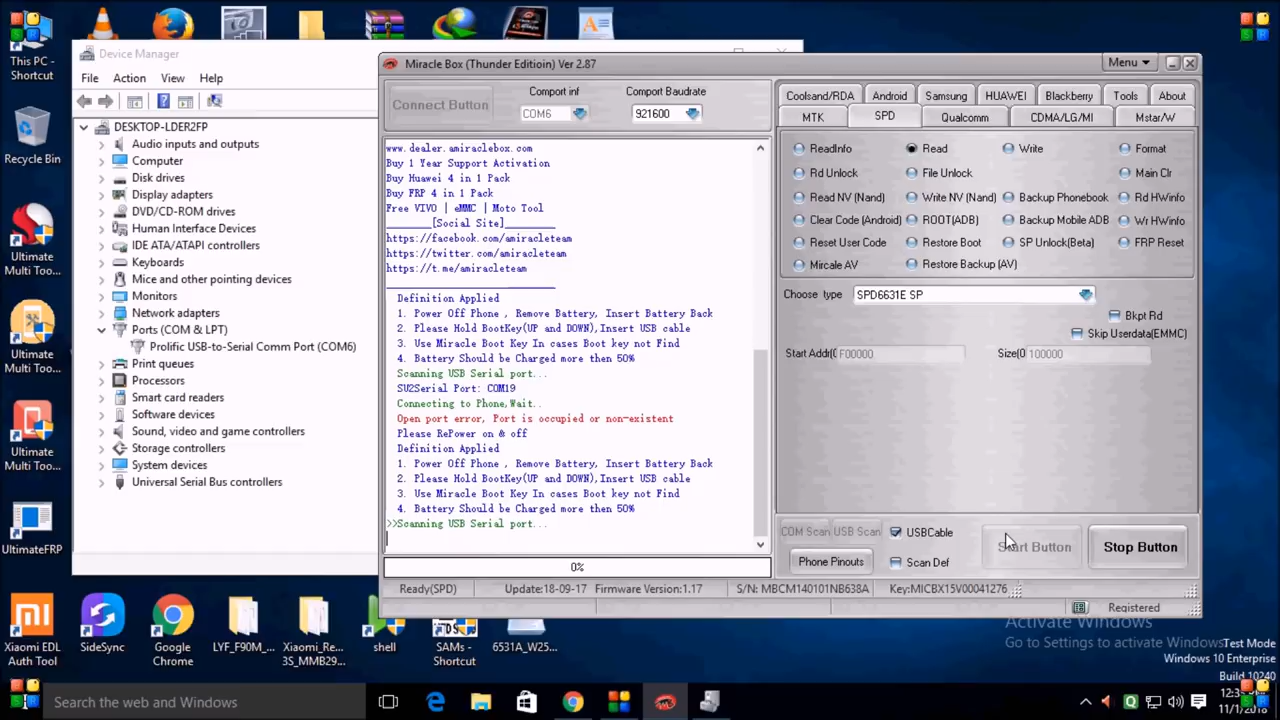 This PC -
Shortcut
Recycle Bin
Ultimate
Multi Too...
Ultimate
Multi Too...
Ultimate
Multi Too...
UltimateFRP
Xiaomi EDL
Auth Tool
SideSync
Google
Chrome
LYF_F90M_...
Xiaomi_Re...
3S_MMB29...
shell
SAMs -
Shortcut
6531A_W25...
Device Manager
File Action View Help
DESKTOP-LDER2FP
Audio inputs and outputs
Computer
Disk drives
Display adapters
DVD/CD-ROM drives
Human Interface Devices
IDE ATA/ATAPI controllers
Keyboards
Mice and other pointing devices
Monitors
Network adapters
Ports (COM & LPT)
Prolific USB-to-Serial Comm Port (COM6)
Print queues
Processors
Smart card readers
Software devices
Sound, video and game controllers
Storage controllers
System devices
Universal Serial Bus controllers
Miracle Box (Thunder Editioin) Ver 2.87
Menu
Connect Button
Comport inf
COM6
Comport Baudrate
921600
www.dealer.amiraclebox.com
Buy 1 Year Support Activation
Buy Huawei 4 in 1 Pack
Buy FRP 4 in 1 Pack
Free VIVO | eMMC | Moto Tool
_______[Social Site]_________
https://facebook.com/amiracleteam
https://twitter.com/amiracleteam
https://t.me/amiracleteam
Definition Applied
1. Power Off Phone , Remove Battery, Insert Battery Back
2. Please Hold BootKey(UP and DOWN),Insert USB cable
3. Use Miracle Boot Key In cases Boot key not Find
4. Battery Should be Charged more then 50%
Scanning USB Serial port...
SU2Serial Port: COM19
Connecting to Phone,Wait..
Open port error, Port is occupied or non-existent
Please RePower on & off
Definition Applied
1. Power Off Phone , Remove Battery, Insert Battery Back
2. Please Hold BootKey(UP and DOWN),Insert USB cable
3. Use Miracle Boot Key In cases Boot key not Find
4. Battery Should be Charged more then 50%
>>Scanning USB Serial port...
0%
Coolsand/RDA Android Samsung HUAWEI Blackberry Tools About
MTK SPD Qualcomm CDMA/LG/MI Mstar/W
ReadInfo Read Write Format
Rd Unlock File Unlock Main Clr
Read NV (Nand) Write NV (Nand) Backup Phonebook Rd HWinfo
Clear Code (Android) ROOT(ADB) Backup Mobile ADB Wr HWinfo
Reset User Code Restore Boot SP Unlock(Beta) FRP Reset
Mircale AV Restore Backup (AV)
Choose type SPD6631E SP
Bkpt Rd
Skip Userdata(EMMC)
Start Addr(0 F00000 Size(0 100000
COM Scan USB Scan USBCable Start Button Stop Button
Phone Pinouts Scan Def
Ready(SPD) Update:18-09-17 Firmware Version:1.17 S/N: MBCM140101NB638A Key:MICBX15V00041276
Registered
Activate Windows
Go to Settings to activate Windows.
Test Mode
Windows 10 Enterprise
Build 10240
Search the web and Windows
11/1/2018